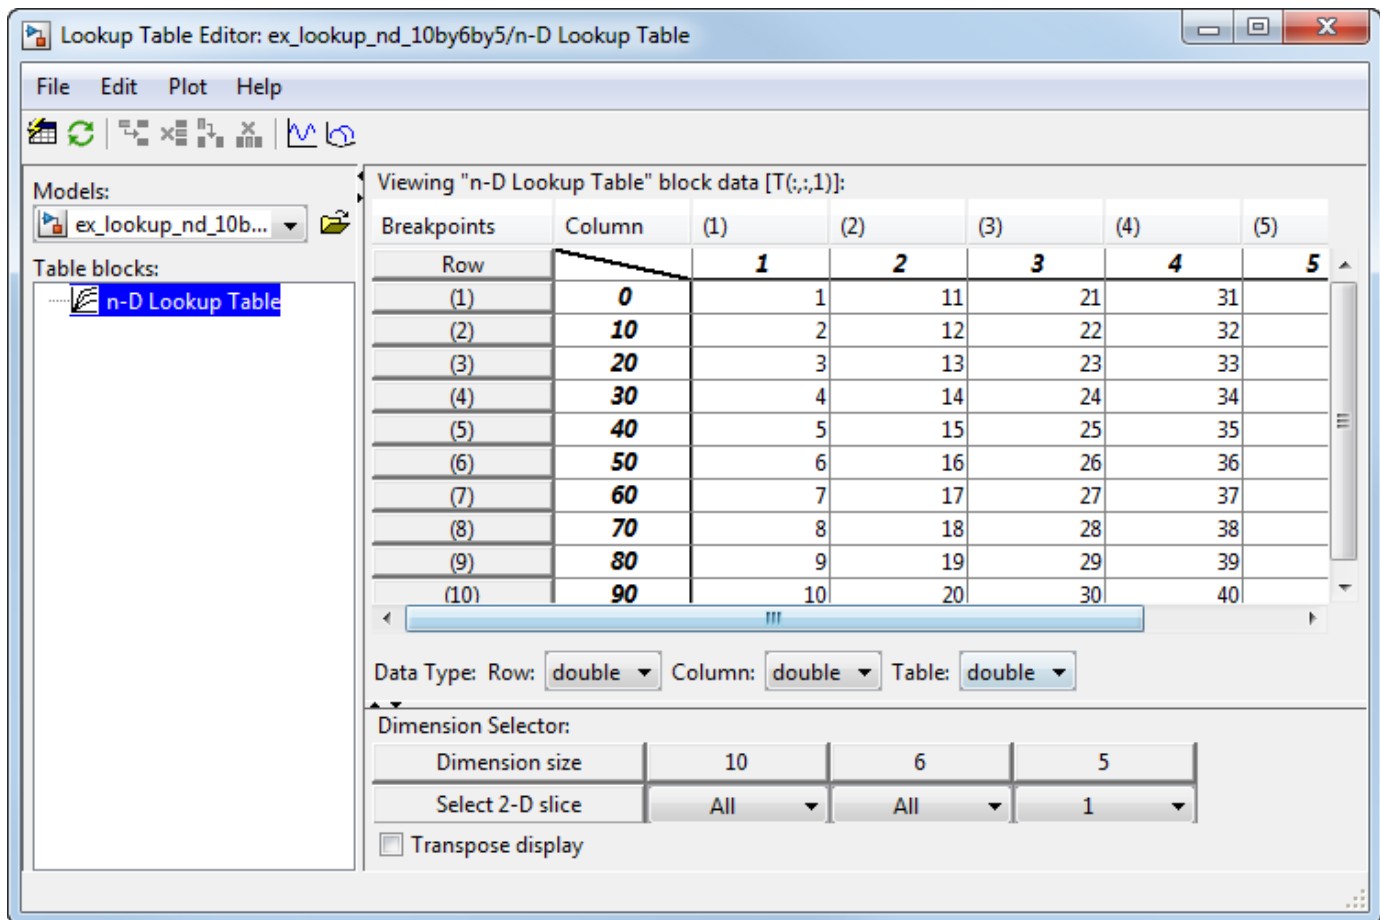 Lookup Table Editor: ex_lookup_nd_10by6by5/n-D Lookup Table
File Edit Plot Help
Models:
ex_lookup_nd_10b...
Table blocks:
n-D Lookup Table
Viewing "n-D Lookup Table" block data [T(:,:,1)]:
Breakpoints Column (1) (2) (3) (4) (5)
Row 1 2 3 4 5
(1) 0 1 11 21 31
(2) 10 2 12 22 32
(3) 20 3 13 23 33
(4) 30 4 14 24 34
(5) 40 5 15 25 35
(6) 50 6 16 26 36
(7) 60 7 17 27 37
(8) 70 8 18 28 38
(9) 80 9 19 29 39
(10) 90 10 20 30 40
Data Type: Row: double Column: double Table: double
Dimension Selector:
Dimension size 10 6 5
Select 2-D slice All All 1
Transpose display